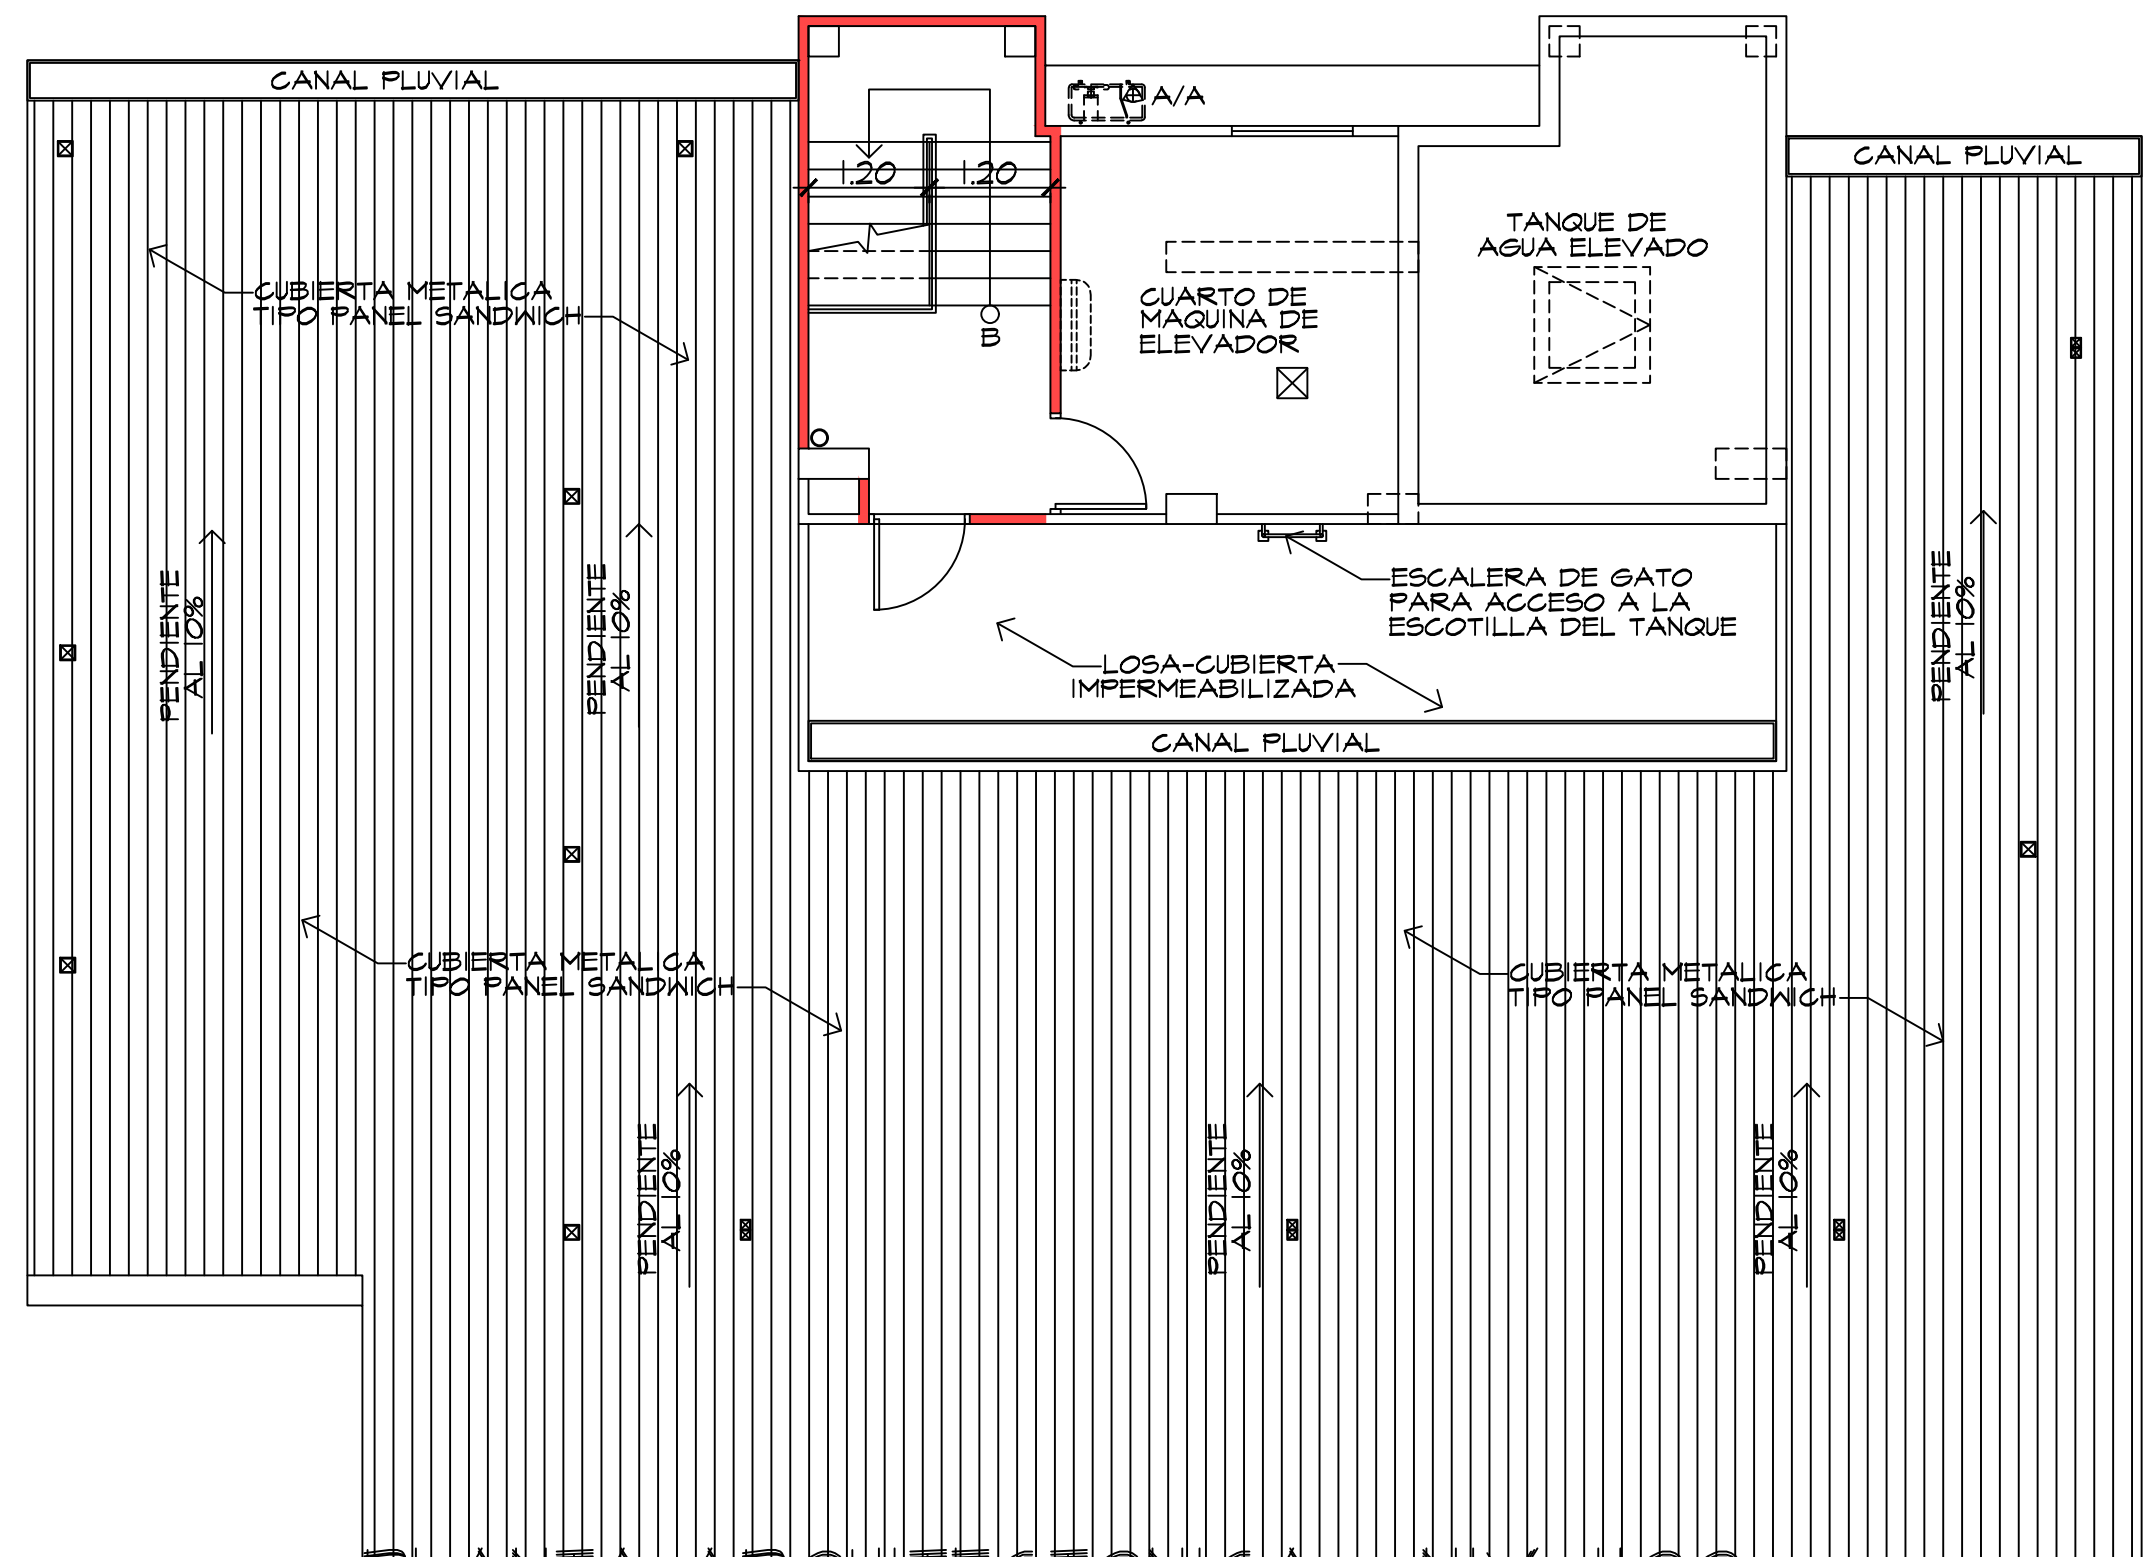 CANAL PLUVIAL
A/A
CANAL PLUVIAL
1.20
1.20
TANQUE DE
AGUA ELEVADO
CUBIERTA METALICA
TIPO PANEL SANDWICH
CUARTO DE
MAQUINA DE
ELEVADOR
B
PENDIENTE
AL 10%
PENDIENTE
AL 10%
ESCALERA DE GATO
PARA ACCESO A LA
ESCOTILLA DEL TANQUE
PENDIENTE
AL 10%
LOSA-CUBIERTA
IMPERMEABILIZADA
CANAL PLUVIAL
CUBIERTA METALICA
TIPO PANEL SANDWICH
CUBIERTA METALICA
TIPO PANEL SANDWICH
PENDIENTE
AL 10%
PENDIENTE
AL 10%
PENDIENTE
AL 10%